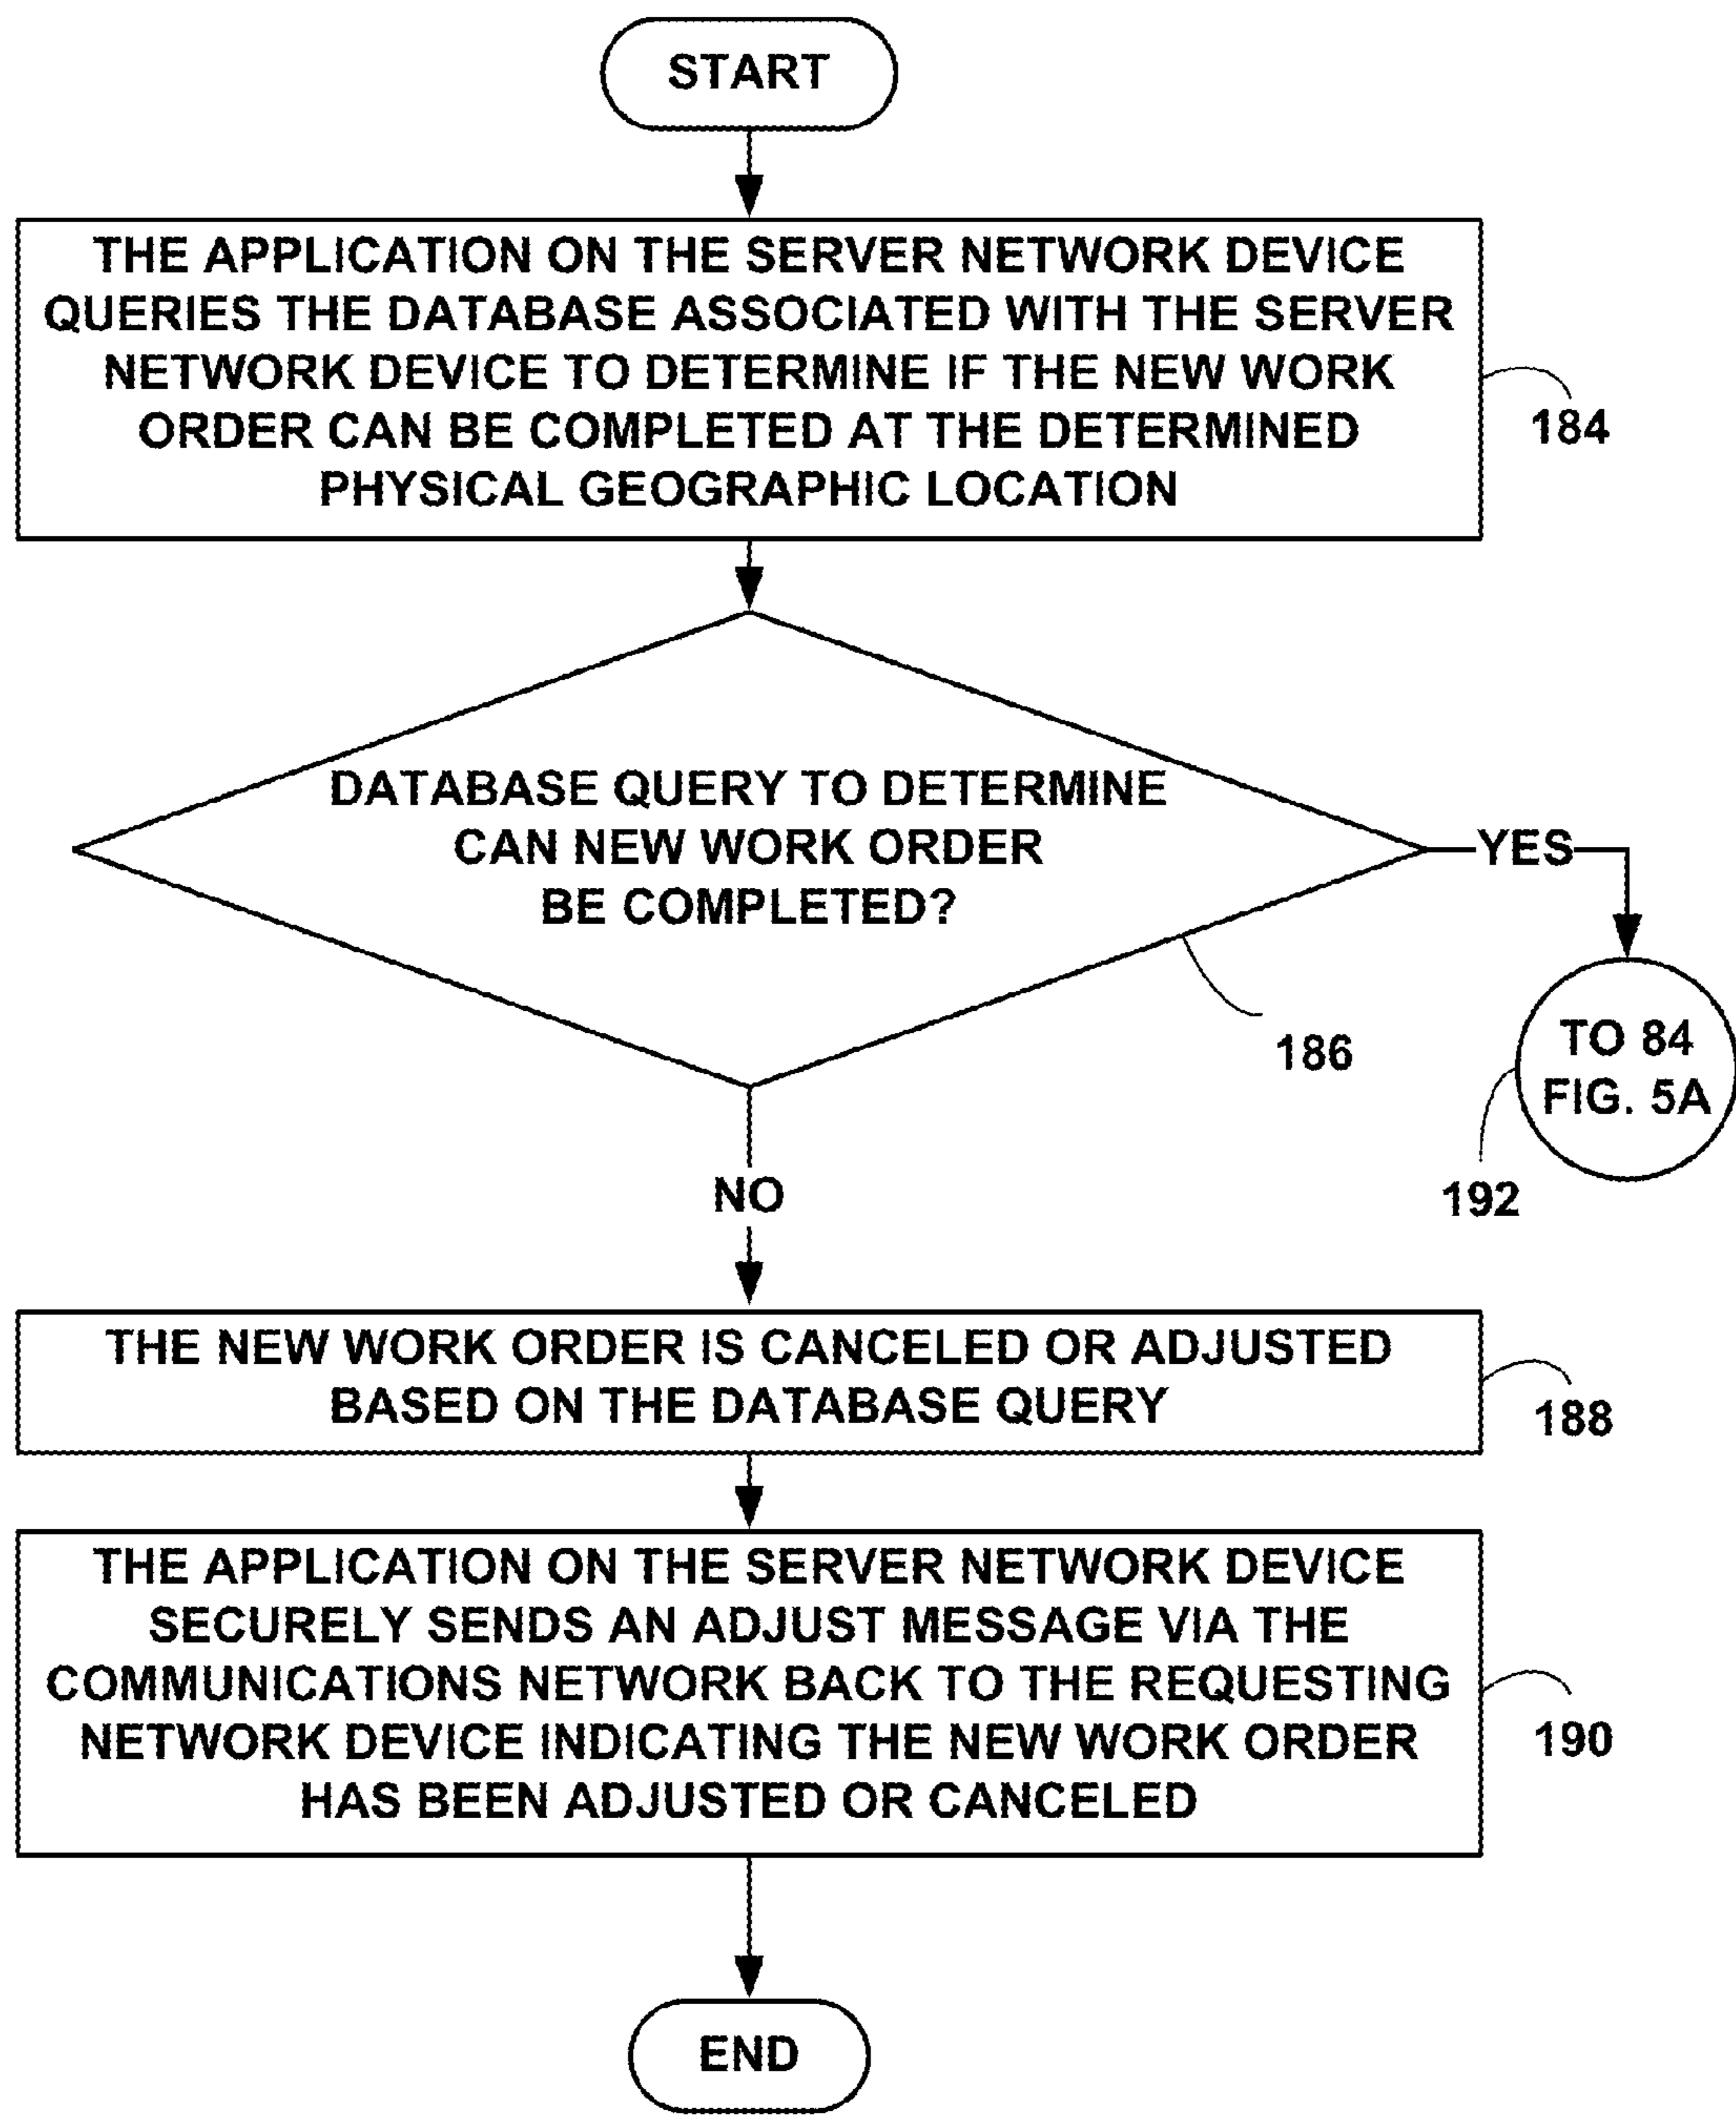 START
THE APPLICATION ON THE SERVER NETWORK DEVICE
QUERIES THE DATABASE ASSOCIATED WITH THE SERVER
NETWORK DEVICE TO DETERMINE IF THE NEW WORK
ORDER CAN BE COMPLETED AT THE DETERMINED
PHYSICAL GEOGRAPHIC LOCATION
184
DATABASE QUERY TO DETERMINE
CAN NEW WORK ORDER
BE COMPLETED?
YES
186
TO 84
FIG. 5A
192
NO
THE NEW WORK ORDER IS CANCELED OR ADJUSTED
BASED ON THE DATABASE QUERY
188
THE APPLICATION ON THE SERVER NETWORK DEVICE
SECURELY SENDS AN ADJUST MESSAGE VIA THE
COMMUNICATIONS NETWORK BACK TO THE REQUESTING
NETWORK DEVICE INDICATING THE NEW WORK ORDER
HAS BEEN ADJUSTED OR CANCELED
190
END